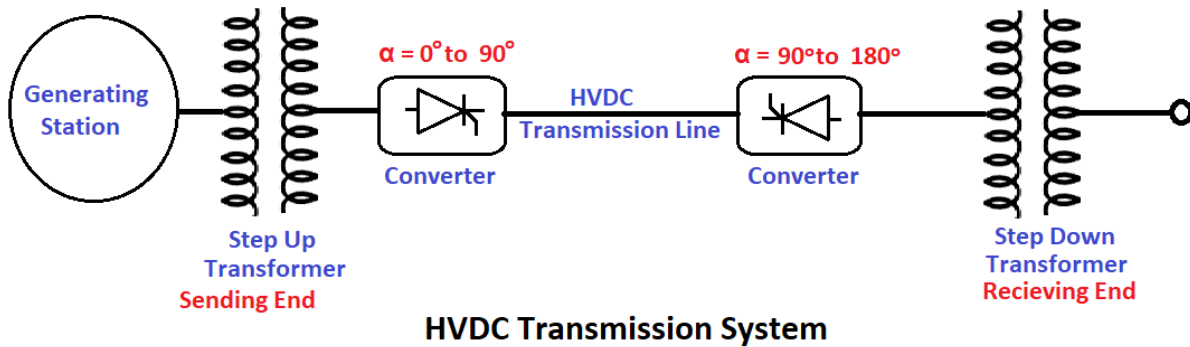 Generating
Station
α = 0° to 90°
Converter
HVDC
Transmission Line
α = 90° to 180°
Converter
Step Up
Transformer
Sending End
Step Down
Transformer
Recieving End
HVDC Transmission System